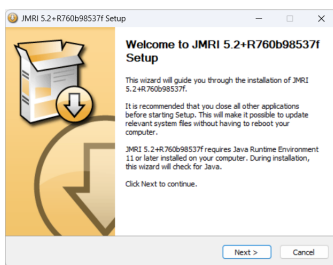 JMRI 5.2+R760b98537f Setup
Welcome to JMRI 5.2+R760b98537f
Setup
This wizard will guide you through the installation of JMRI
5.2+R760b98537f.
It is recommended that you close all other applications
before starting Setup. This will make it possible to update
relevant system files without having to reboot your
computer.
JMRI 5.2+R760b98537f requires Java Runtime Environment
11 or later installed on your computer. During installation,
this wizard will check for Java.
Click Next to continue.
Next >
Cancel